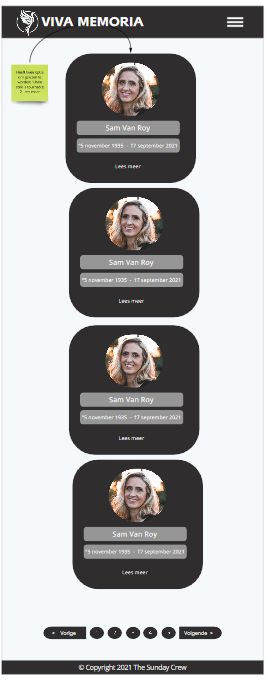 VIVA MEMORIA
Sam Van Roy
°5 november 1935 - 17 september 2021
Lees meer
Sam Van Roy
°5 november 1935 - 17 september 2021
Lees meer
Sam Van Roy
°5 november 1935 - 17 september 2021
Lees meer
Sam Van Roy
°5 november 1935 - 17 september 2021
Lees meer
« Vorige 1 2 3 4 5 Volgende »
© Copyright 2021 The Sunday Crew